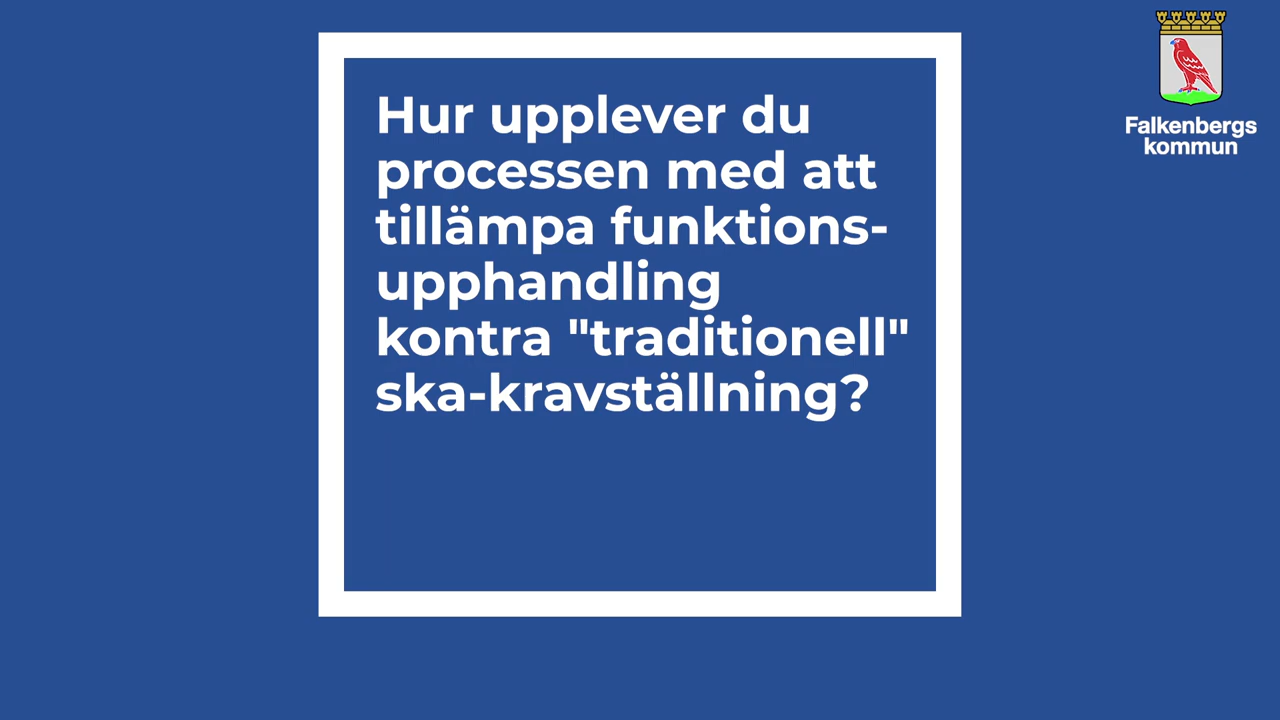 Hur upplever du
processen med att
tillämpa funktions-
upphandling
kontra "traditionell"
ska-kravställning?
Falkenbergs
kommun